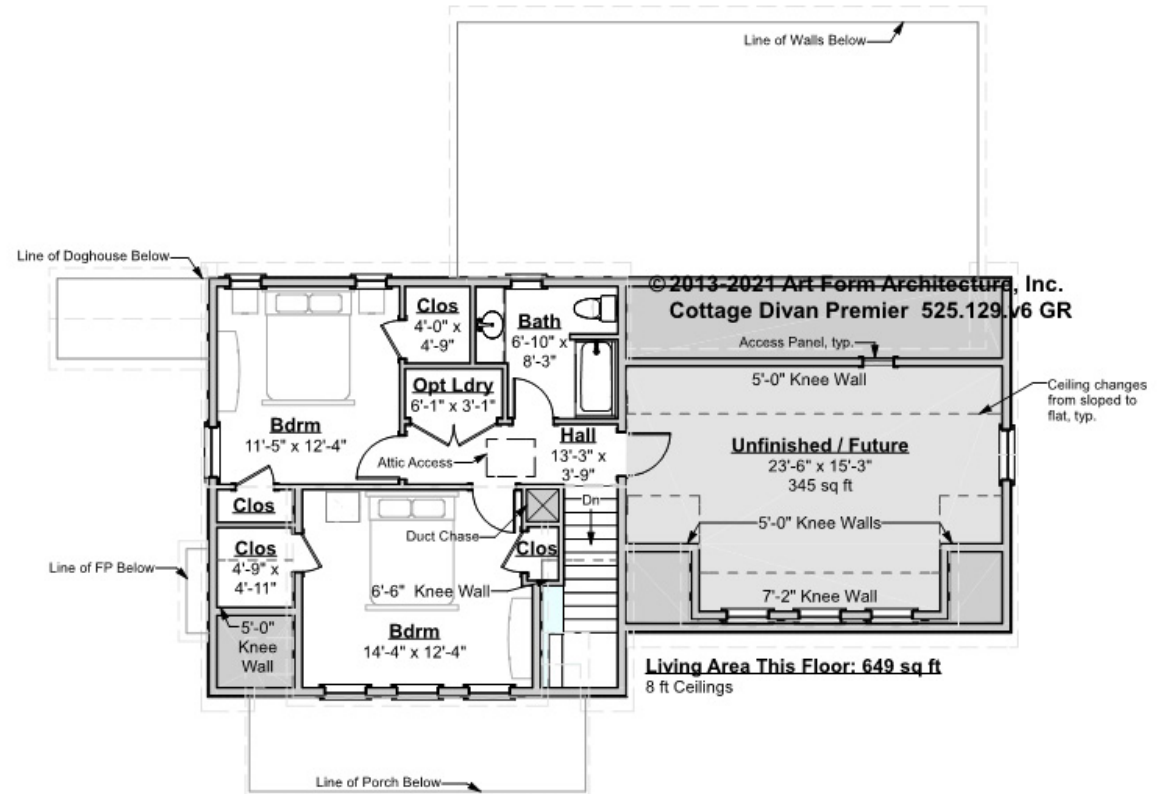 Line of Walls Below
Line of Doghouse Below
© 2013-2021 Art Form Architecture, Inc.
Cottage Divan Premier 525.129.v6 GR
Clos
4'-0" x
4'-9"
Bath
6'-10" x
8'-3"
Access Panel, typ.
5'-0" Knee Wall
Ceiling changes
from sloped to
flat, typ.
Opt Ldry
6'-1" x 3'-1"
Bdrm
11'-5" x 12'-4"
Hall
13'-3" x
3'-9"
Attic Access
Unfinished / Future
23'-6" x 15'-3"
345 sq ft
Clos
Dn
Duct Chase
5'-0" Knee Walls
Clos
4'-9" x
4'-11"
Clos
Line of FP Below
6'-6" Knee Wall
7'-2" Knee Wall
5'-0"
Knee
Wall
Bdrm
14'-4" x 12'-4"
Living Area This Floor: 649 sq ft
8 ft Ceilings
Line of Porch Below